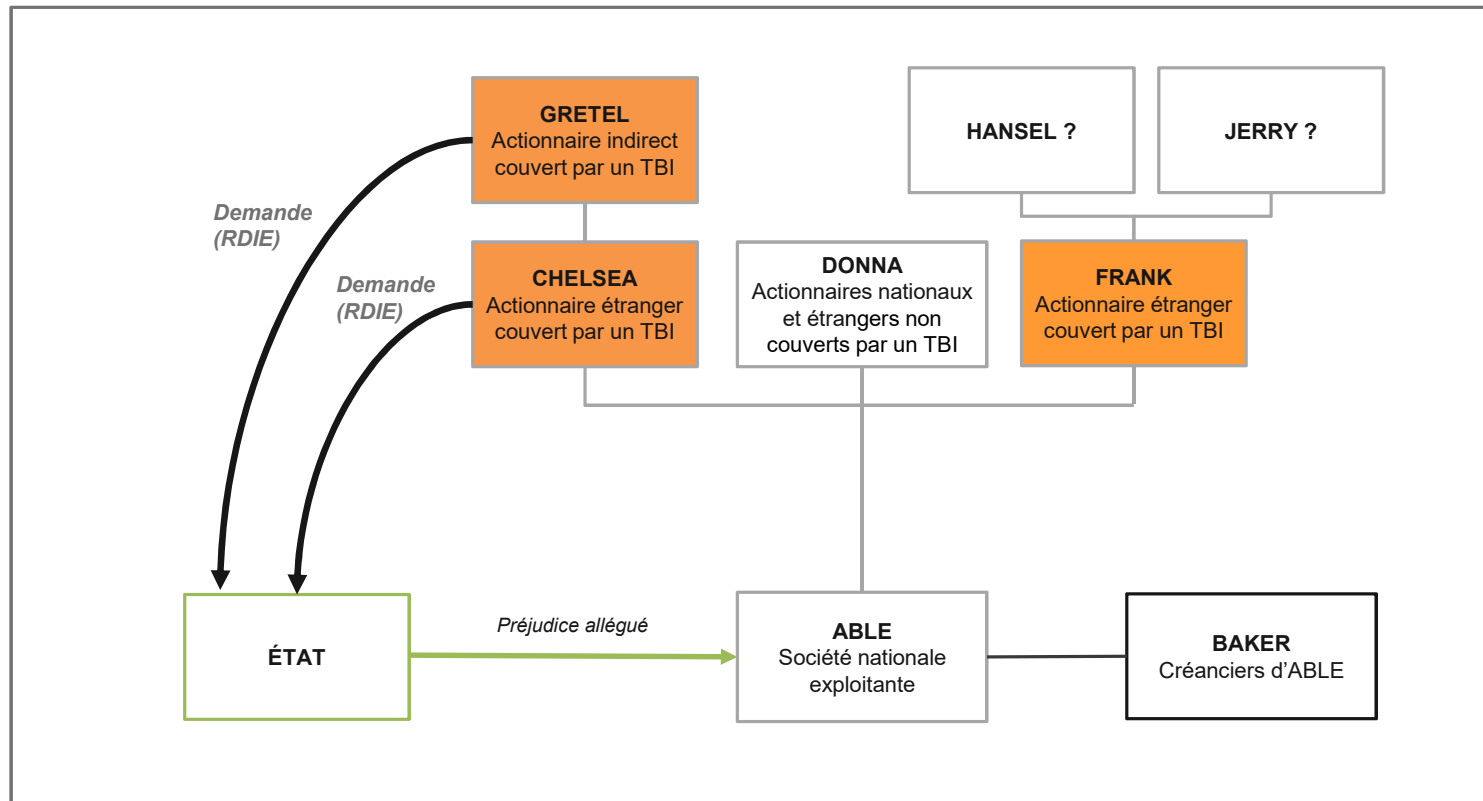 GRETEL
Actionnaire indirect
couvert par un TBI
HANSEL ?
JERRY ?
Demande
(RDIE)
Demande
(RDIE)
CHELSEA
Actionnaire étranger
couvert par un TBI
DONNA
Actionnaires nationaux
et étrangers non
couverts par un TBI
FRANK
Actionnaire étranger
couvert par un TBI
ÉTAT
Préjudice allégué
ABLE
Société nationale
exploitante
BAKER
Créanciers d’ABLE